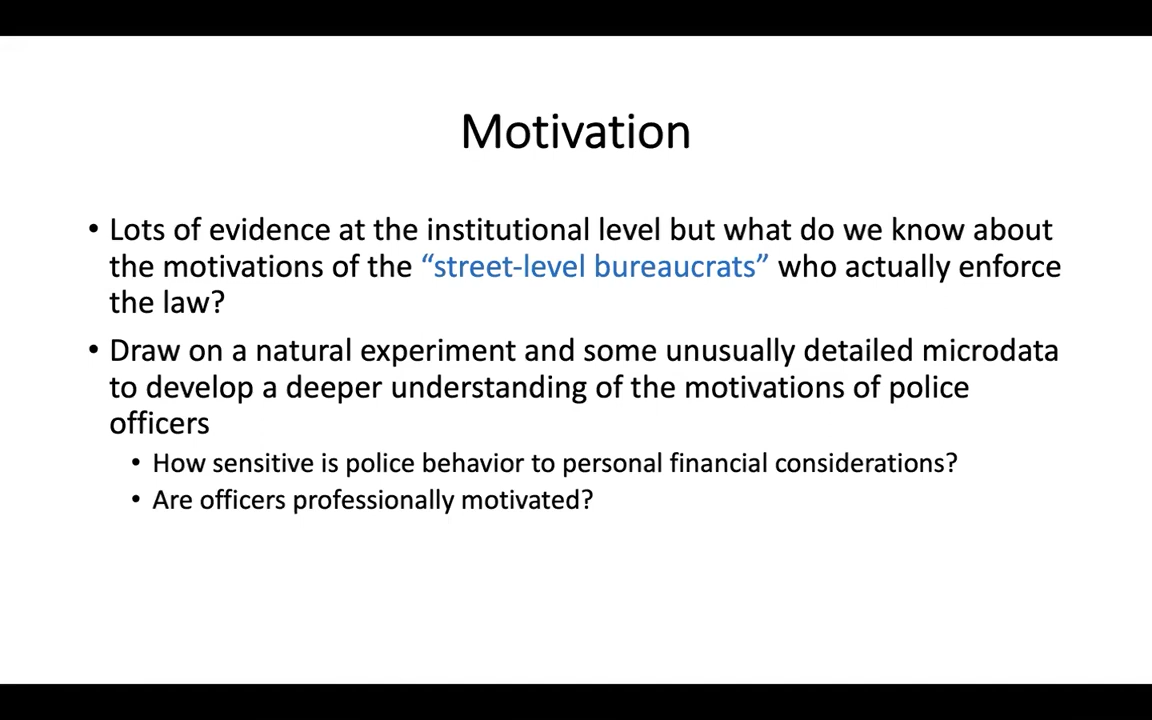 Motivation
• Lots of evidence at the institutional level but what do we know about
the motivations of the “street-level bureaucrats” who actually enforce
the law?
• Draw on a natural experiment and some unusually detailed microdata
to develop a deeper understanding of the motivations of police
officers
• How sensitive is police behavior to personal financial considerations?
• Are officers professionally motivated?